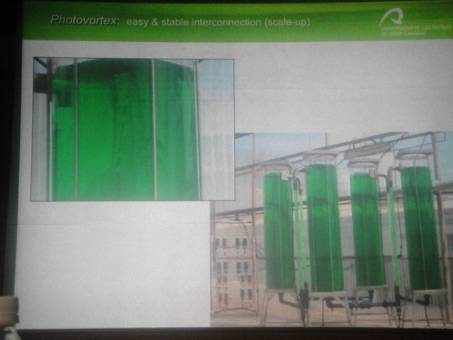 Photovortex: easy & stable interconnection (scale-up)